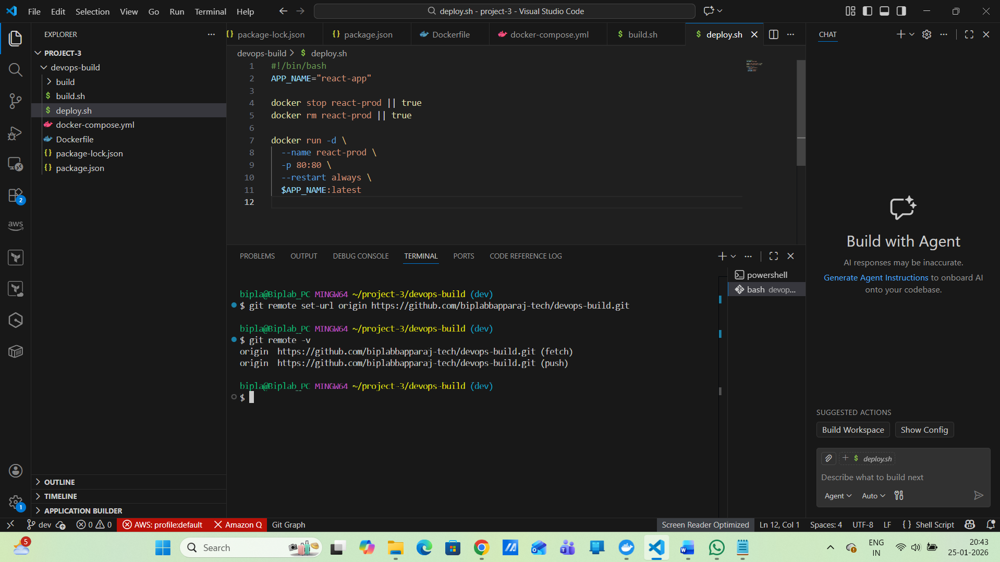 File Edit Selection View Go Run Terminal Help
deploy.sh - project-3 - Visual Studio Code
EXPLORER
PROJECT-3
devops-build
build
build.sh
deploy.sh
docker-compose.yml
Dockerfile
package-lock.json
package.json
2
aws
OUTLINE
TIMELINE
APPLICATION BUILDER
1
package-lock.json package.json Dockerfile docker-compose.yml build.sh deploy.sh
devops-build > $ deploy.sh
1 #!/bin/bash
2 APP_NAME="react-app"
3
4 docker stop react-prod || true
5 docker rm react-prod || true
6
7 docker run -d \
8 --name react-prod \
9 -p 80:80 \
10 --restart always \
11 $APP_NAME:latest
12
PROBLEMS OUTPUT DEBUG CONSOLE TERMINAL PORTS CODE REFERENCE LOG
bipla@Biplab_PC MINGW64 ~/project-3/devops-build (dev)
$ git remote set-url origin https://github.com/biplabbapparaj-tech/devops-build.git
bipla@Biplab_PC MINGW64 ~/project-3/devops-build (dev)
$ git remote -v
origin https://github.com/biplabbapparaj-tech/devops-build.git (fetch)
origin https://github.com/biplabbapparaj-tech/devops-build.git (push)
bipla@Biplab_PC MINGW64 ~/project-3/devops-build (dev)
$
powershell
bash devop...
CHAT
Build with Agent
AI responses may be inaccurate.
Generate Agent Instructions to onboard AI
onto your codebase.
SUGGESTED ACTIONS
Build Workspace Show Config
+ $ deploy.sh
Describe what to build next
Agent Auto
dev 0 0 AWS: profile:default Amazon Q Git Graph
Screen Reader Optimized Ln 12, Col 1 Spaces: 4 UTF-8 LF { } Shell Script
5
Search
ENG
IN
20:43
25-01-2026